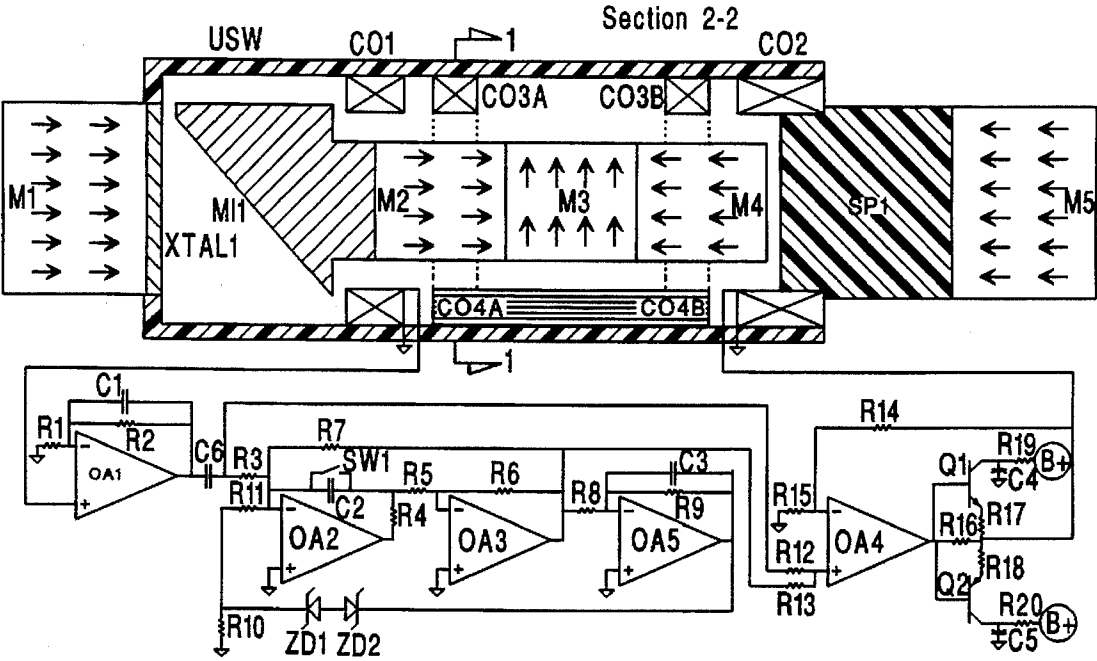 Section 2-2
USW
CO1
1
CO2
CO3A
CO3B
M1
MI1
XTAL1
M2
M3
M4
SP1
M5
CO4A
CO4B
1
C1
R1
R2
OA1
C6
R3
R11
R7
SW1
C2
R5
R4
R6
OA2
OA3
R8
C3
R9
OA5
R10
ZD1
ZD2
R14
R15
R12
R13
OA4
Q1
R19
B+
C4
R17
R16
R18
Q2
R20
B+
C5
- + - + - + - + - +